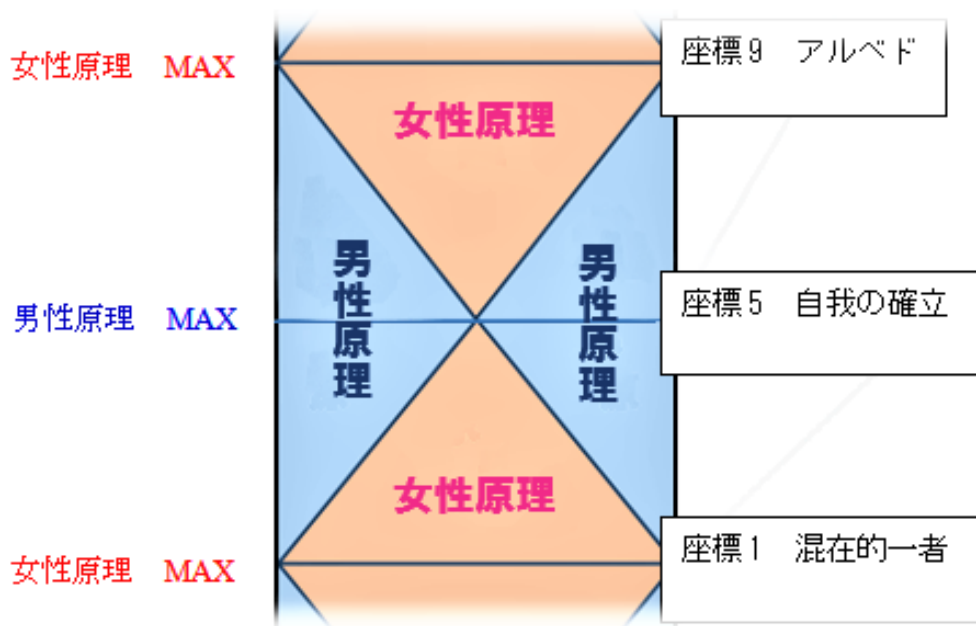 女性原理　MAX
座標9　アルベド
女性原理
男性原理
男性原理
男性原理　MAX
座標5　自我の確立
女性原理
女性原理　MAX
座標1　混在的一者